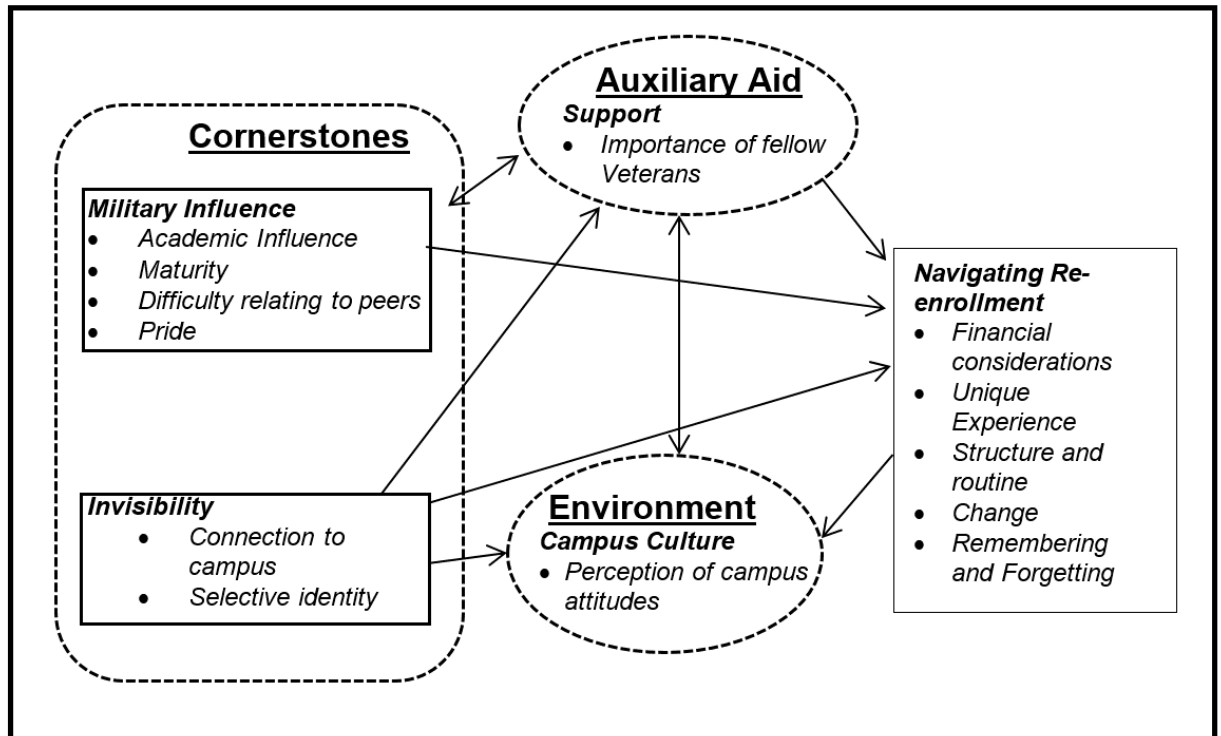 Cornerstones
Military Influence
• Academic Influence
• Maturity
• Difficulty relating to peers
• Pride
Invisibility
• Connection to
campus
• Selective identity
Auxiliary Aid
Support
• Importance of fellow
Veterans
Environment
Campus Culture
• Perception of campus
attitudes
Navigating Re-
enrollment
• Financial
considerations
• Unique
Experience
• Structure and
routine
• Change
• Remembering
and Forgetting